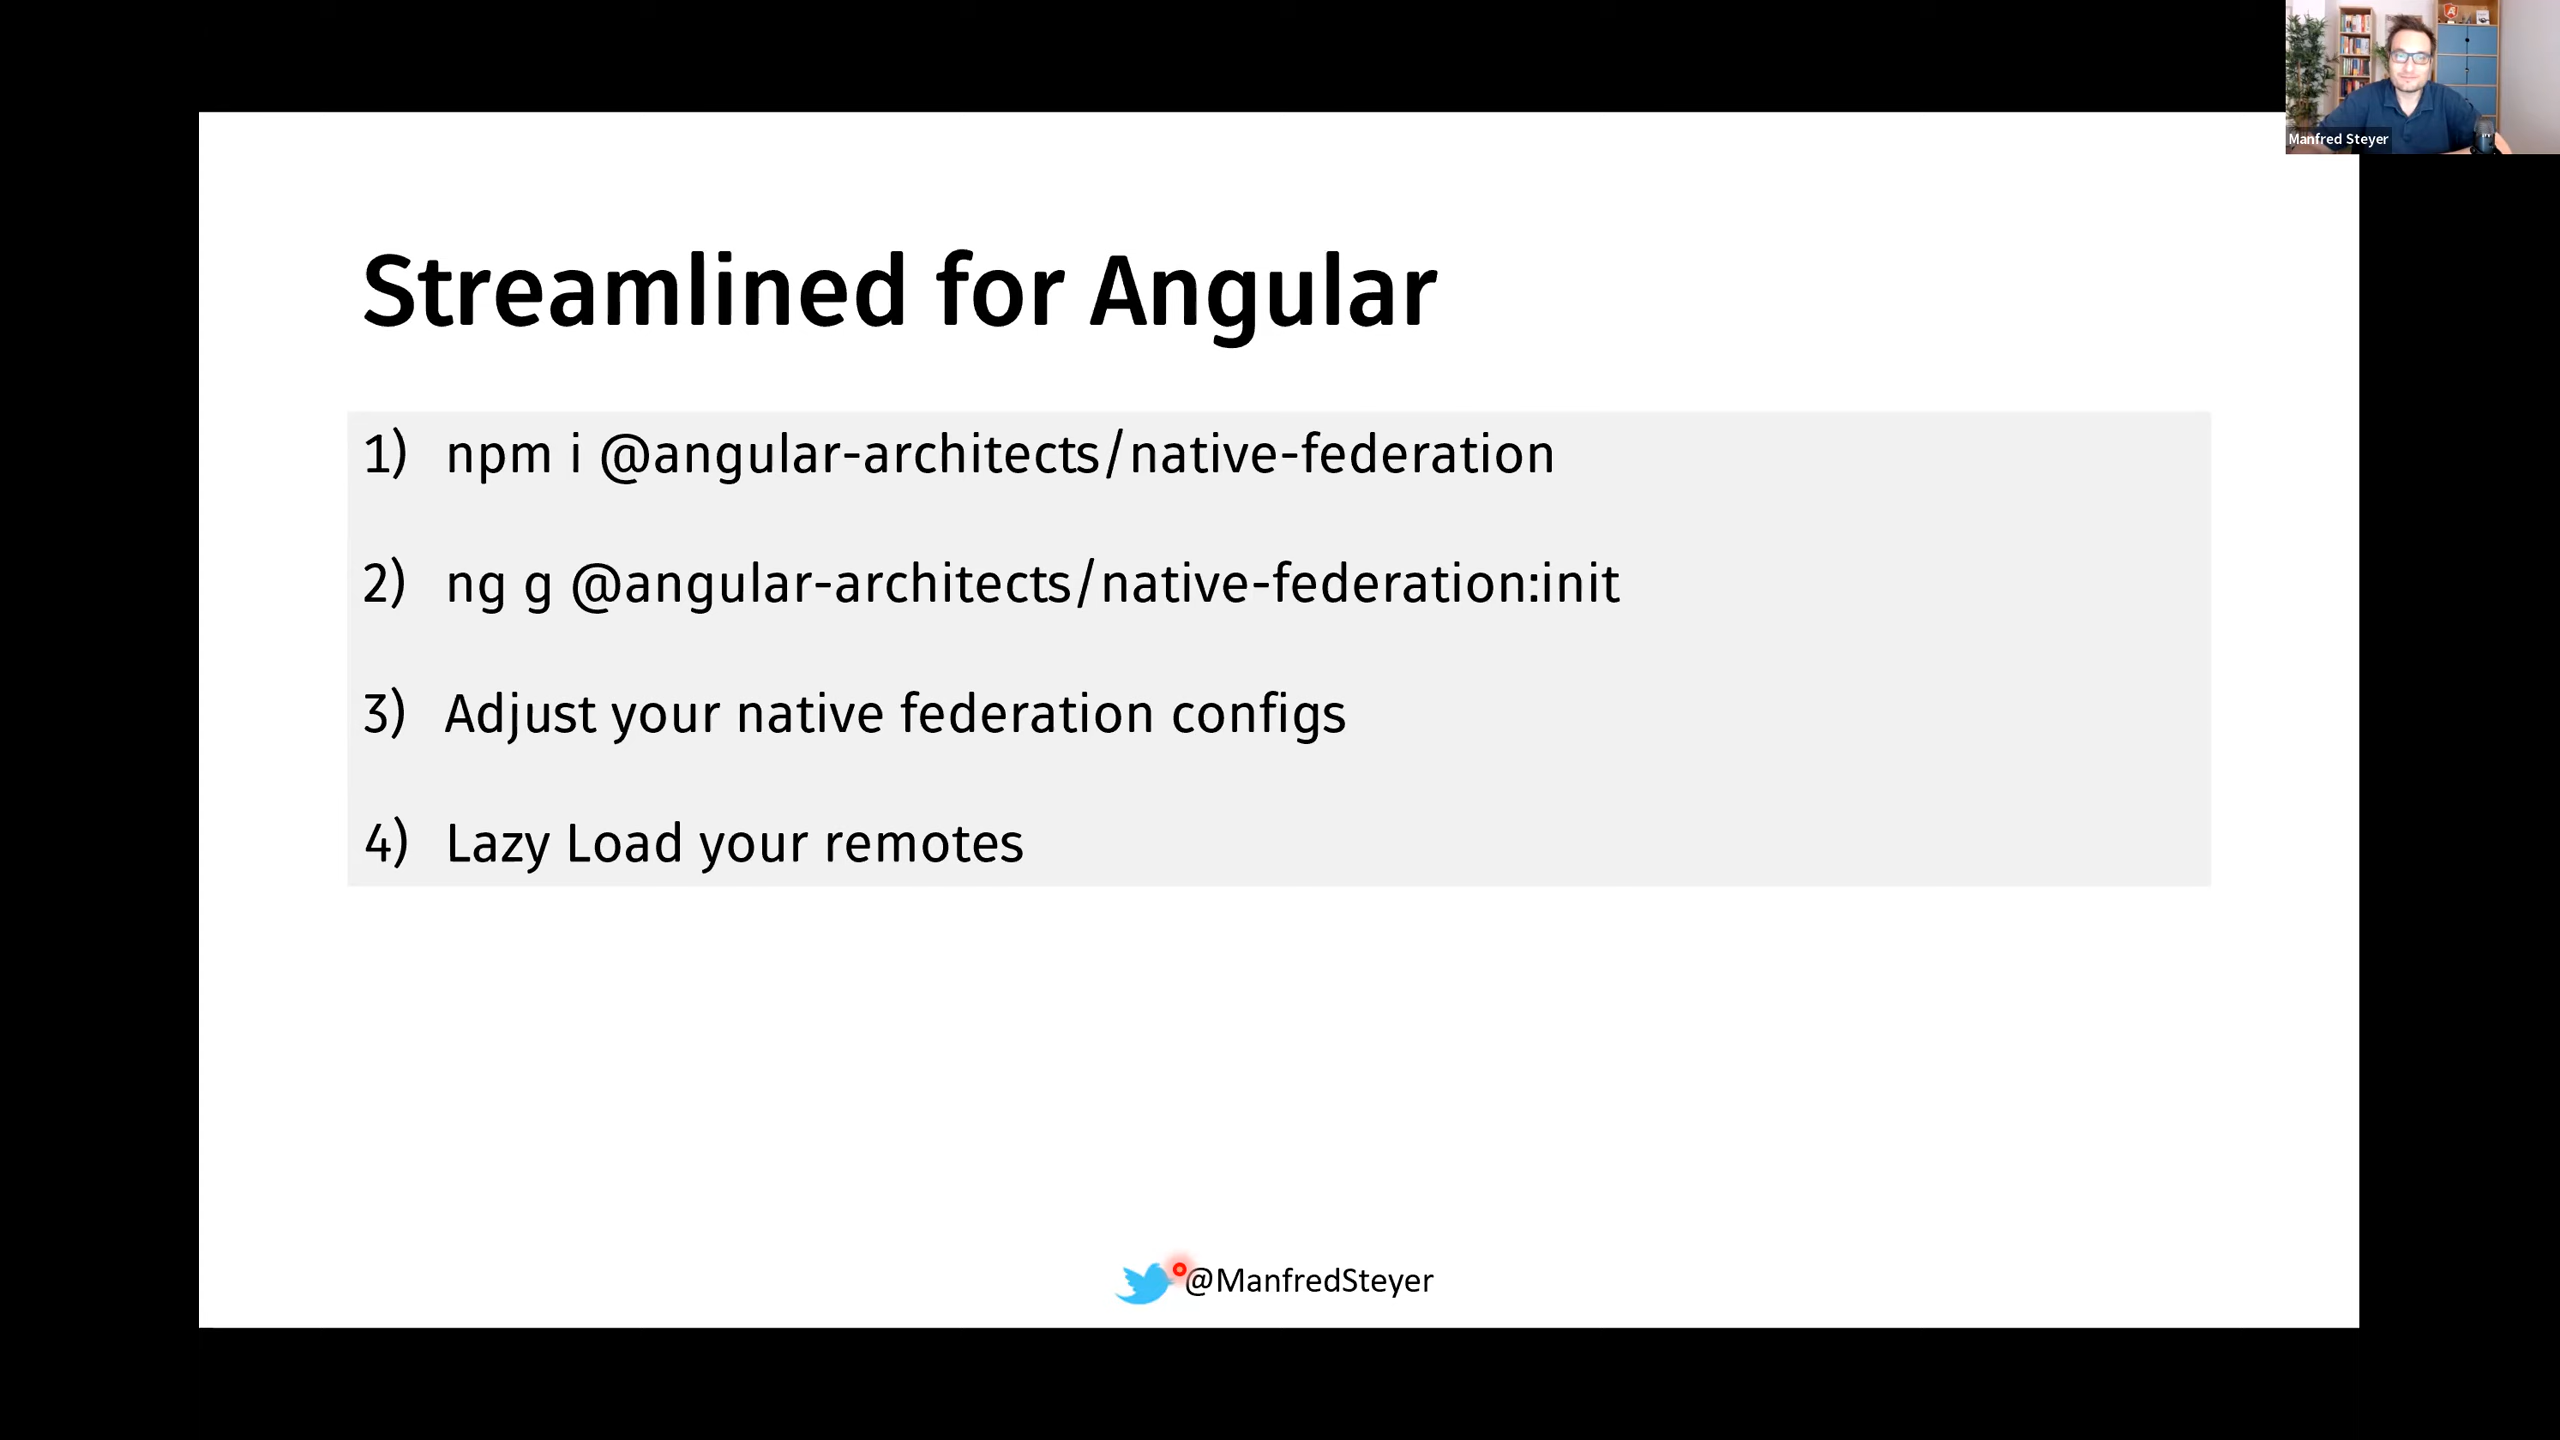 Manfred Steyer
Streamlined for Angular
1) npm i @angular-architects/native-federation
2) ng g @angular-architects/native-federation:init
3) Adjust your native federation configs
4) Lazy Load your remotes
@ManfredSteyer